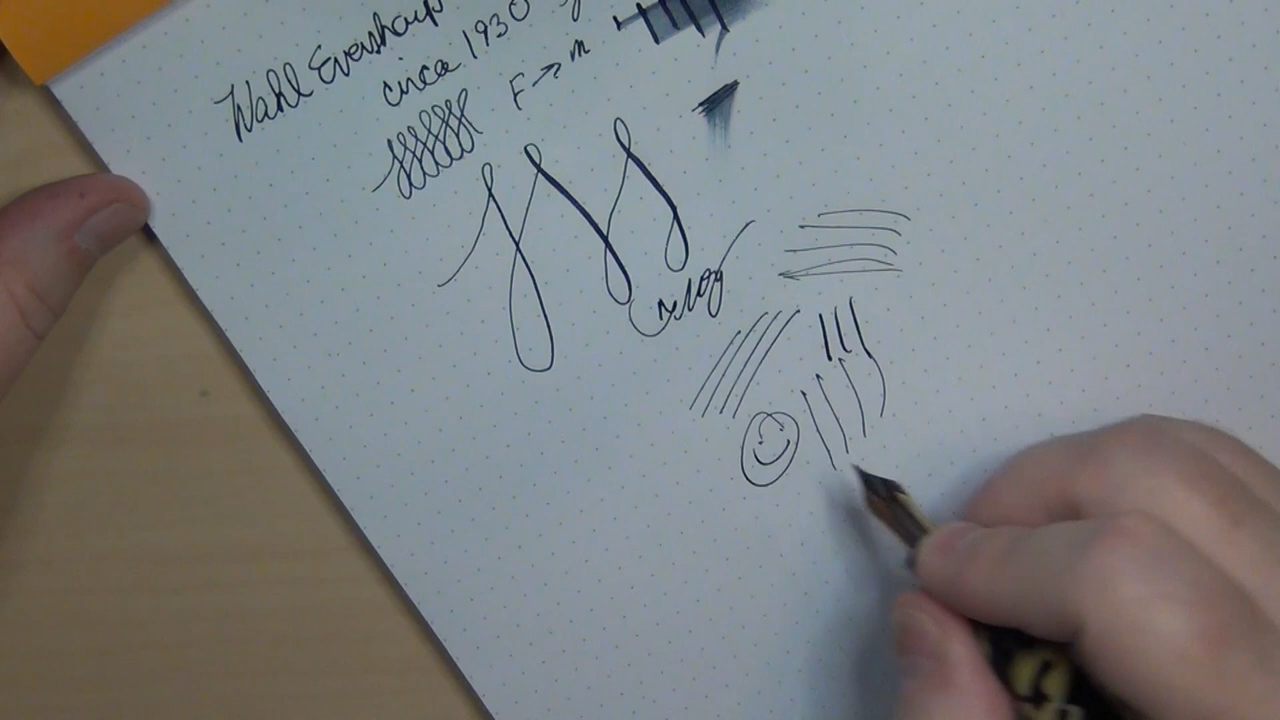 Wahl Eversharp
circa 1930
F → m